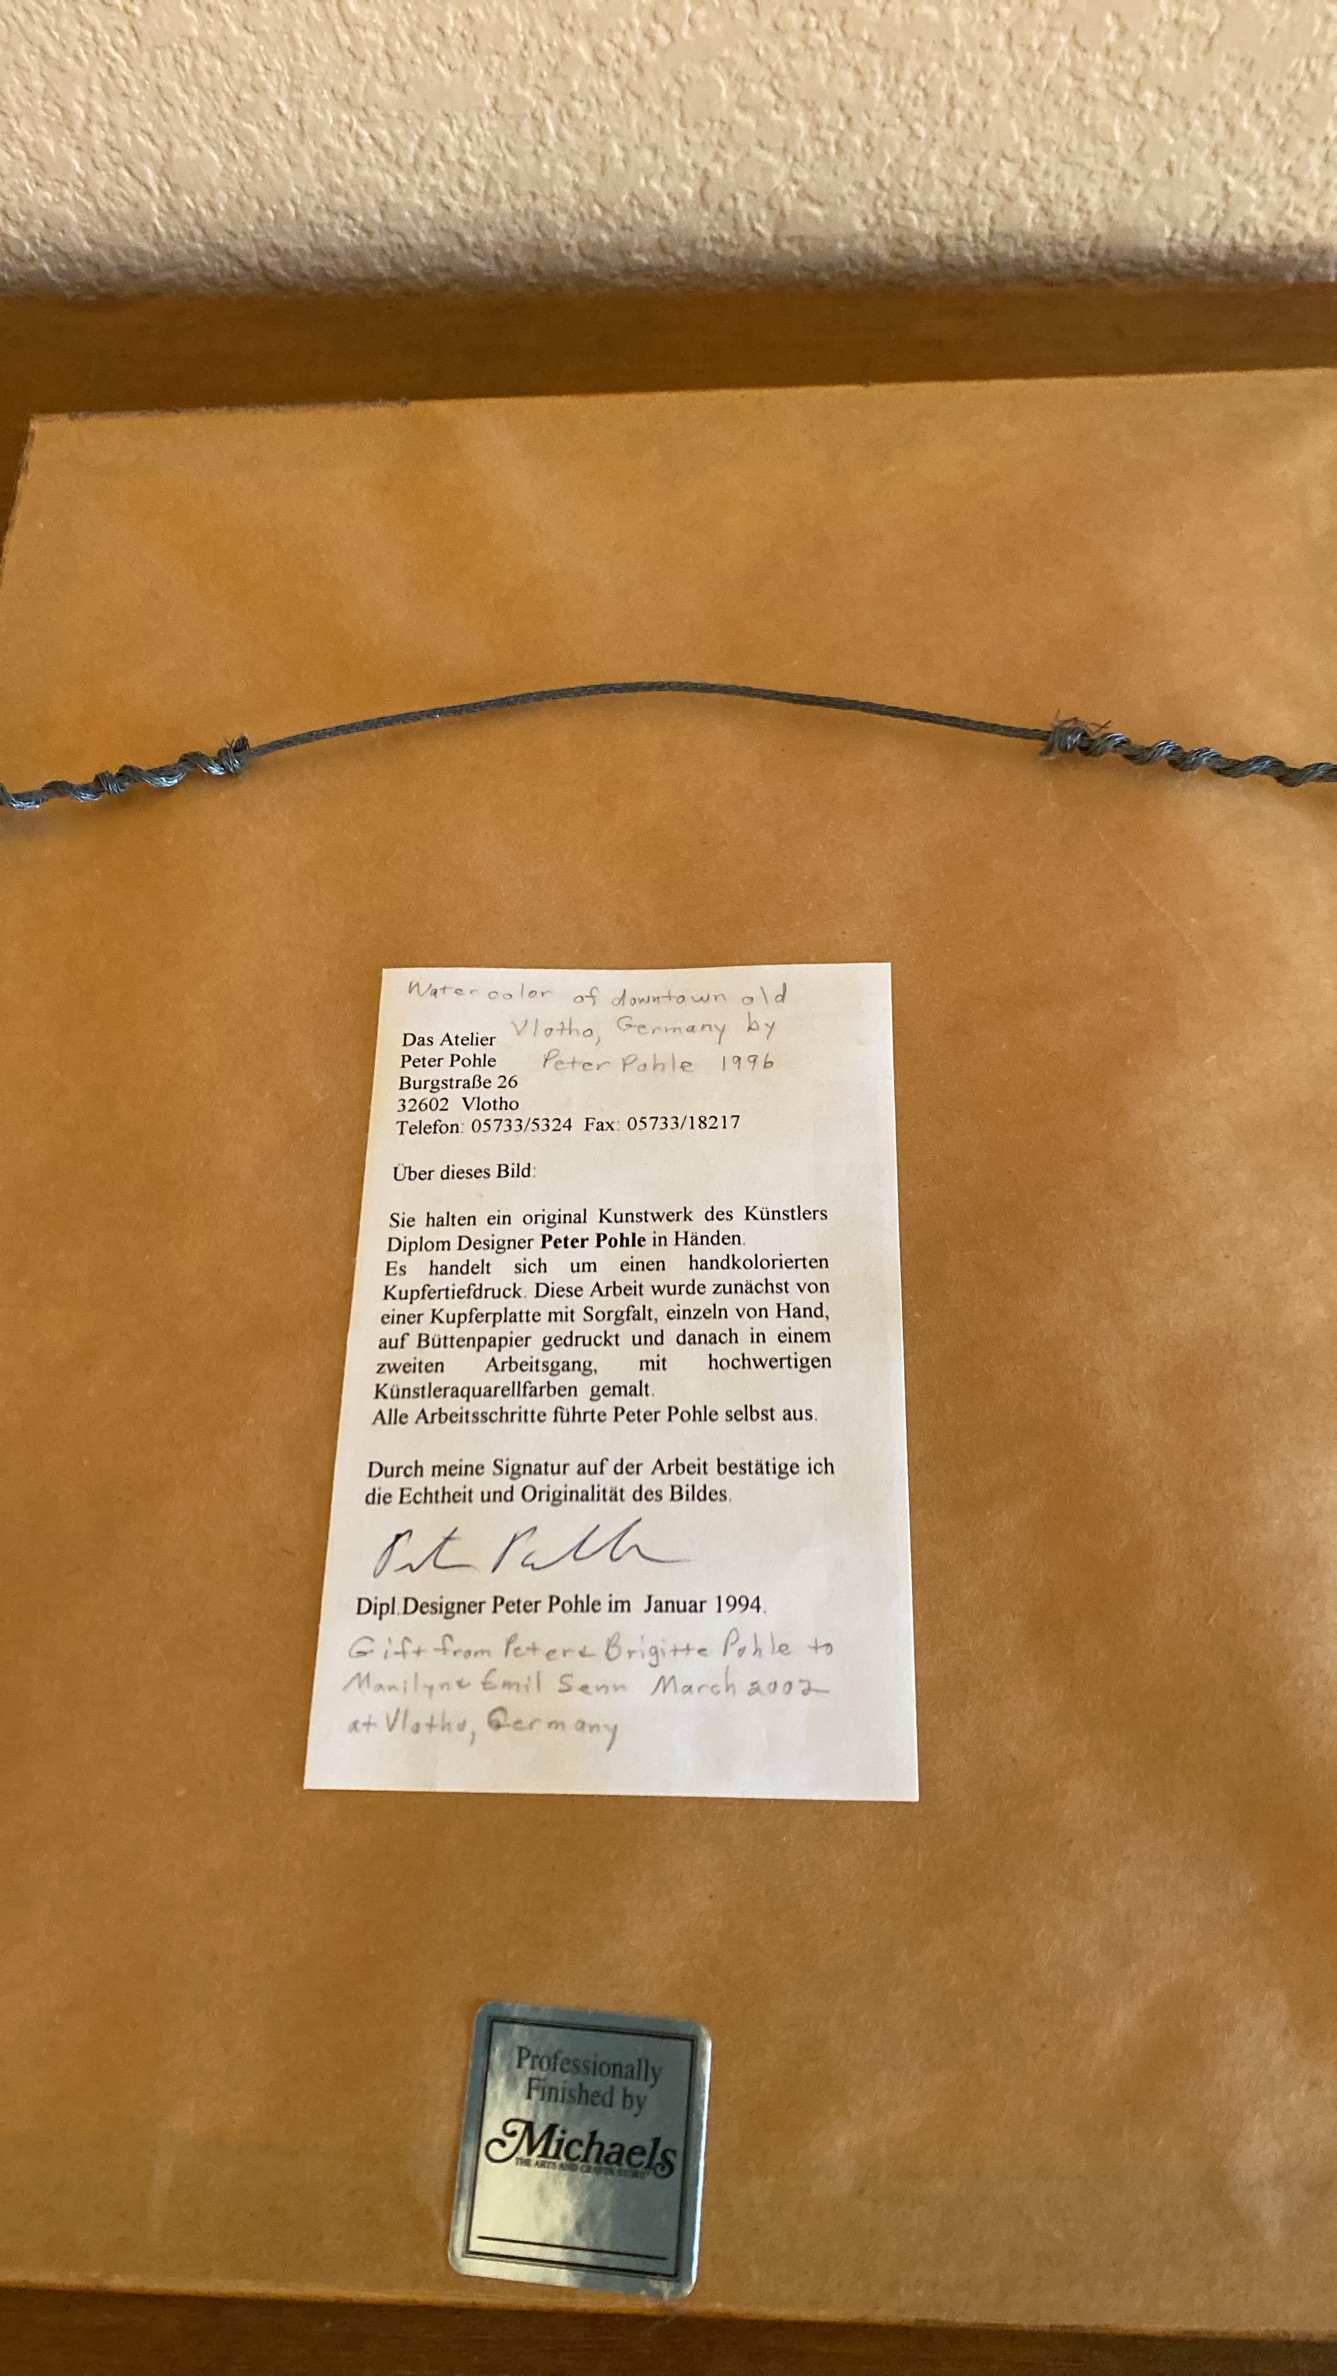 Watercolor of downtown old
Vlotho, Germany by
Peter Pohle 1996
Das Atelier
Peter Pohle
Burgstraße 26
32602 Vlotho
Telefon: 05733/5324 Fax: 05733/18217
Über dieses Bild:
Sie halten ein original Kunstwerk des Künstlers
Diplom Designer Peter Pohle in Händen.
Es handelt sich um einen handkolorierten
Kupfertiefdruck. Diese Arbeit wurde zunächst von
einer Kupferplatte mit Sorgfalt, einzeln von Hand,
auf Büttenpapier gedruckt und danach in einem
zweiten Arbeitsgang, mit hochwertigen
Künstleraquarellfarben gemalt.
Alle Arbeitsschritte führte Peter Pohle selbst aus.
Durch meine Signatur auf der Arbeit bestätige ich
die Echtheit und Originalität des Bildes.
Peter Pohle
Dipl.Designer Peter Pohle im Januar 1994.
Gift from Peter & Brigitte Pohle to
Marilyn & Emil Senn March 2002
at Vlotho, Germany
Professionally
Finished by
Michaels
THE ARTS AND CRAFTS STORE